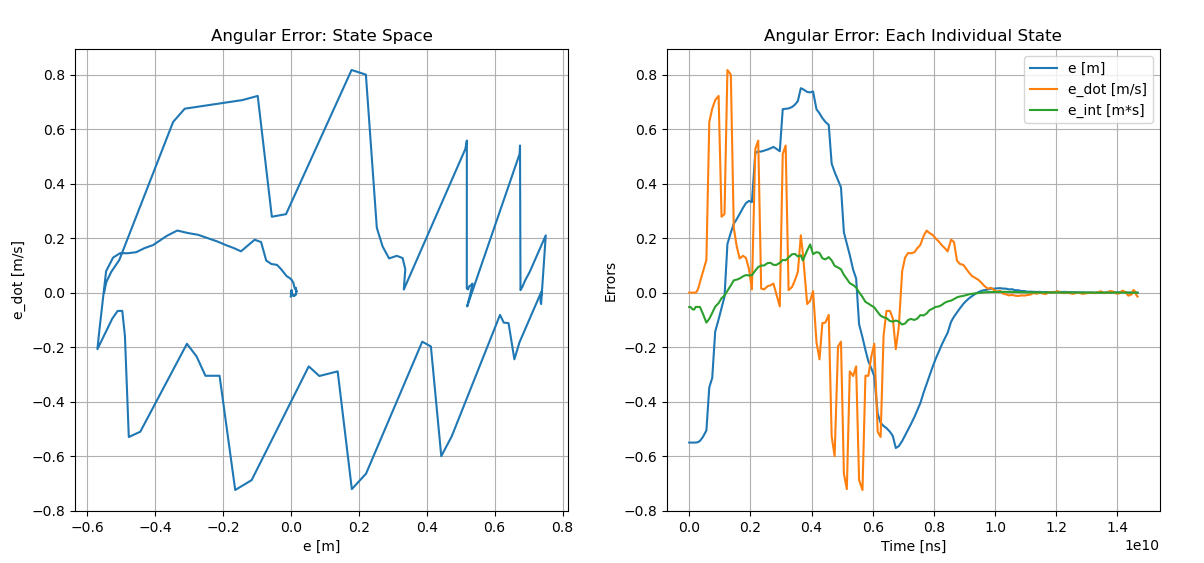 Angular Error: State Space
0.8
0.6
0.4
0.2
0.0
−0.2
−0.4
−0.6
−0.8
e_dot [m/s]
−0.6 −0.4 −0.2 0.0 0.2 0.4 0.6 0.8
e [m]
Angular Error: Each Individual State
e [m]
e_dot [m/s]
e_int [m*s]
0.8
0.6
0.4
0.2
0.0
−0.2
−0.4
−0.6
−0.8
Errors
0.0 0.2 0.4 0.6 0.8 1.0 1.2 1.4
1e10
Time [ns]